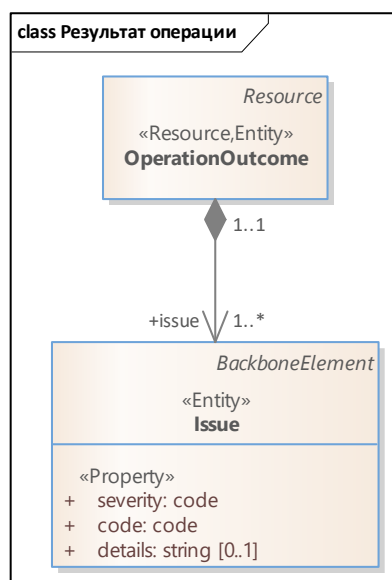 class Результат операции
Resource
«Resource,Entity»
OperationOutcome
1..1
+issue 1..*
BackboneElement
«Entity»
Issue
«Property»
+ severity: code
+ code: code
+ details: string [0..1]